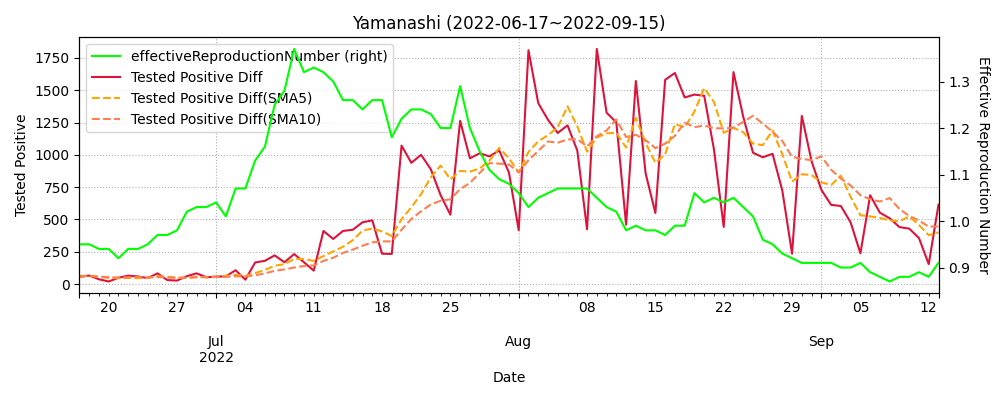 Yamanashi (2022-06-17~2022-09-15)
effectiveReproductionNumber (right)
Tested Positive Diff
Tested Positive Diff(SMA5)
Tested Positive Diff(SMA10)
Tested Positive
1750
1500
1250
1000
750
500
250
0
1.3
1.2
1.1
1.0
0.9
Effective Reproduction Number
20 27 04 11 18 25 08 15 22 29 05 12
Jul Aug Sep
2022
Date